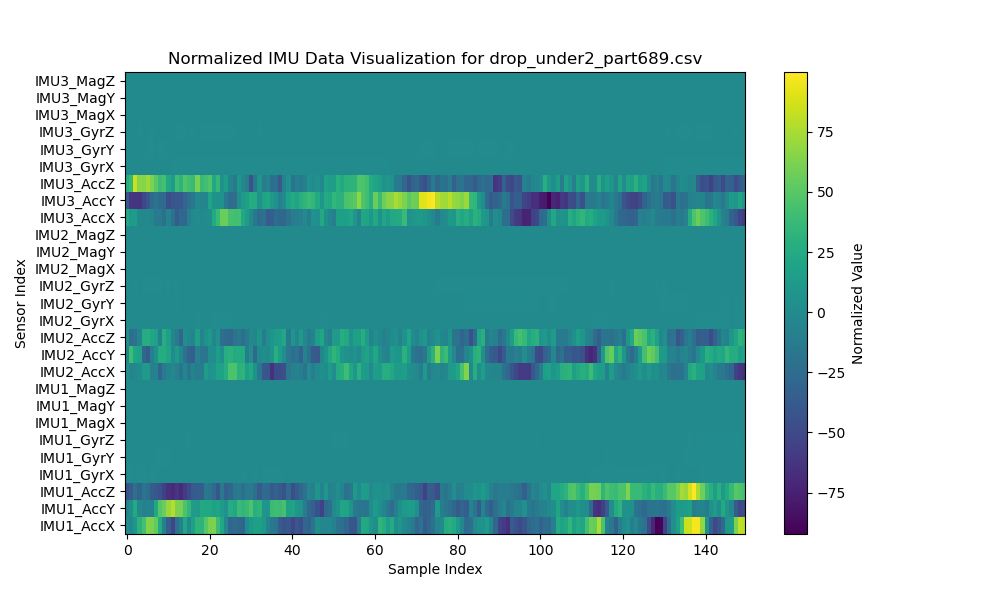 Normalized IMU Data Visualization for drop_under2_part689.csv
IMU3_MagZ
IMU3_MagY
IMU3_MagX
IMU3_GyrZ
IMU3_GyrY
IMU3_GyrX
IMU3_AccZ
IMU3_AccY
IMU3_AccX
IMU2_MagZ
IMU2_MagY
IMU2_MagX
IMU2_GyrZ
IMU2_GyrY
IMU2_GyrX
IMU2_AccZ
IMU2_AccY
IMU2_AccX
IMU1_MagZ
IMU1_MagY
IMU1_MagX
IMU1_GyrZ
IMU1_GyrY
IMU1_GyrX
IMU1_AccZ
IMU1_AccY
IMU1_AccX
Sensor Index
0 20 40 60 80 100 120 140
Sample Index
75
50
25
0
−25
−50
−75
Normalized Value